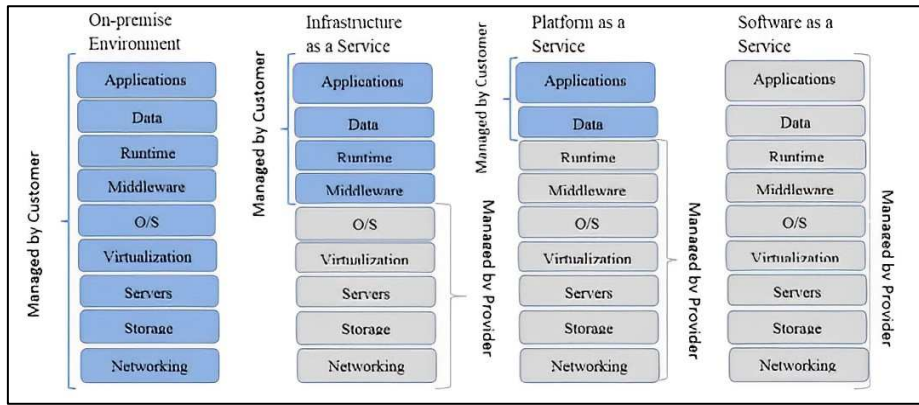 On-premise
Environment
Managed by Customer
Applications
Data
Runtime
Middleware
O/S
Virtualization
Servers
Storage
Networking
Infrastructure
as a Service
Managed by Customer
Applications
Data
Runtime
Middleware
O/S
Virtualization
Servers
Storage
Networking
Managed by Provider
Platform as a
Service
Managed by Customer
Applications
Data
Runtime
Middleware
O/S
Virtualization
Servers
Storage
Networking
Managed by Provider
Software as a
Service
Applications
Data
Runtime
Middleware
O/S
Virtualization
Servers
Storage
Networking
Managed by Provider